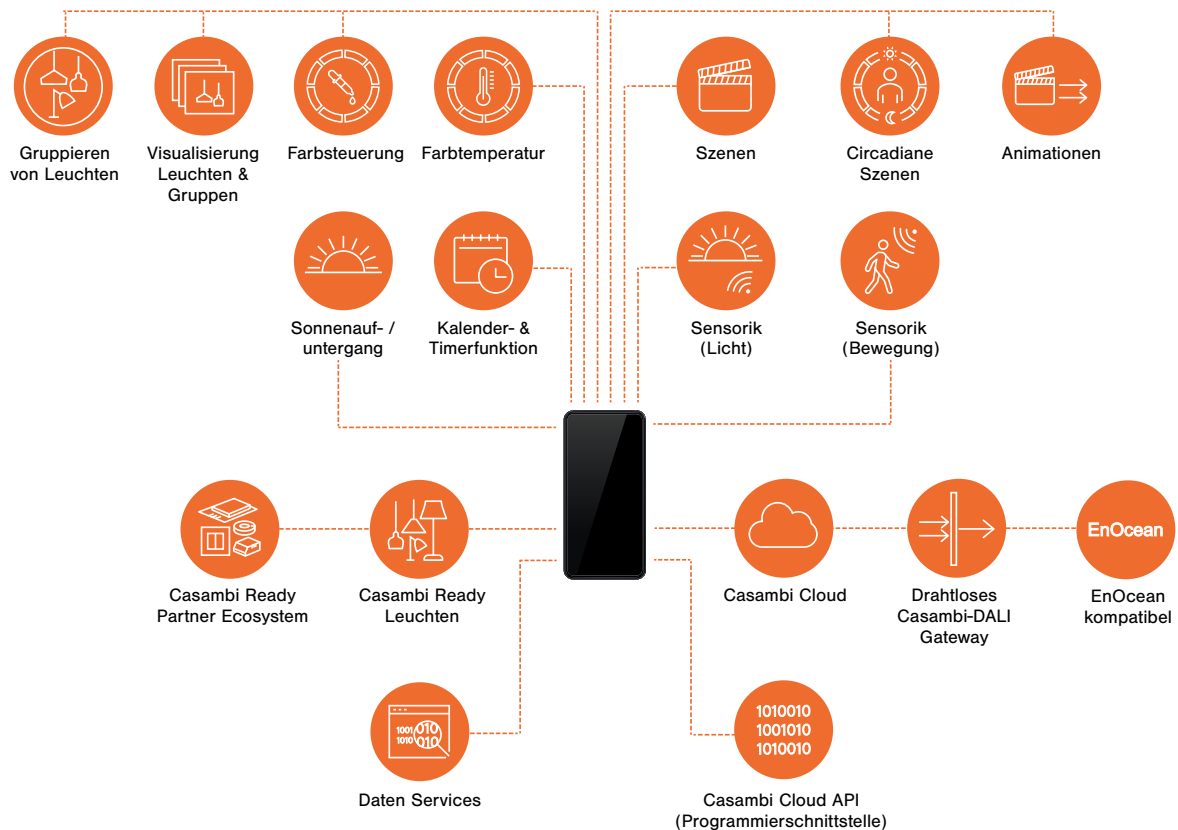 Gruppieren
von Leuchten
Visualisierung
Leuchten &
Gruppen
Farbsteuerung
Farbtemperatur
Szenen
Circadiane
Szenen
Animationen
Sonnenauf- /
untergang
Kalender- &
Timerfunktion
Sensorik
(Licht)
Sensorik
(Bewegung)
Casambi Ready
Partner Ecosystem
Casambi Ready
Leuchten
Casambi Cloud
Drahtloses
Casambi-DALI
Gateway
EnOcean
EnOcean
kompatibel
1001 010
1010 010
Daten Services
1010010
1001010
1010010
Casambi Cloud API
(Programmierschnittstelle)